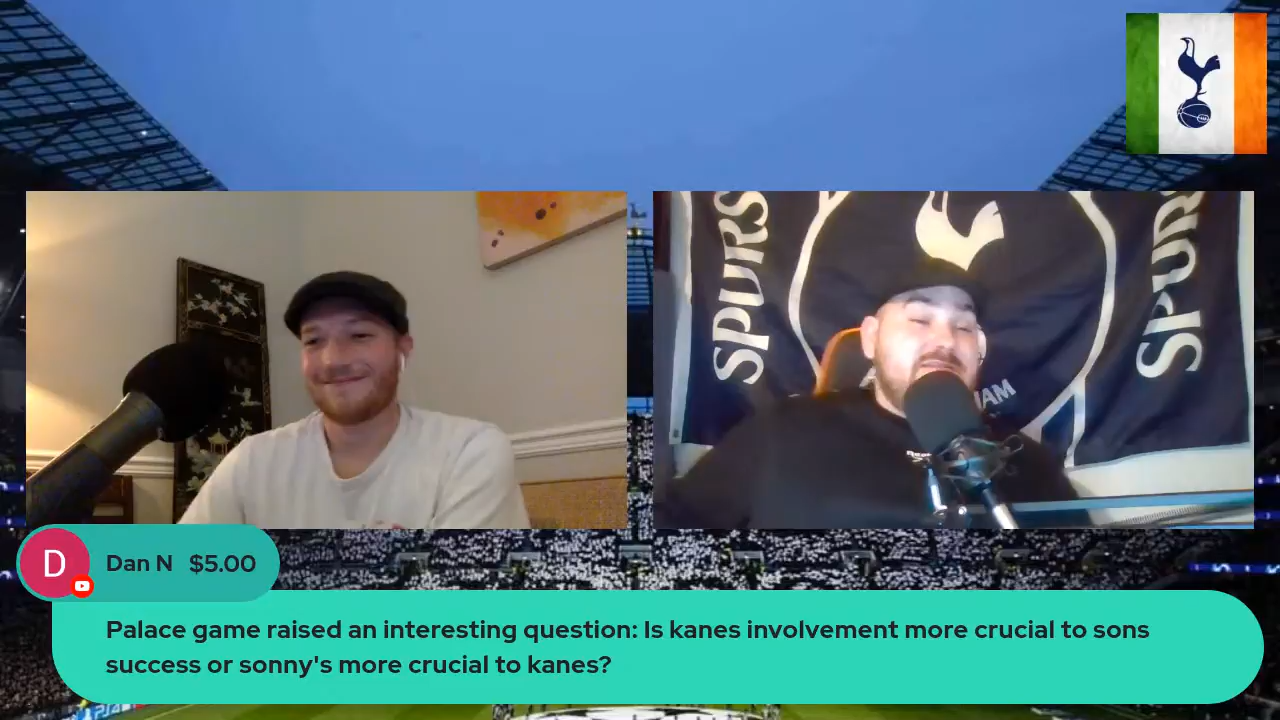 SPURS
SPURS
D
Dan N $5.00
Palace game raised an interesting question: Is kanes involvement more crucial to sons
success or sonny's more crucial to kanes?